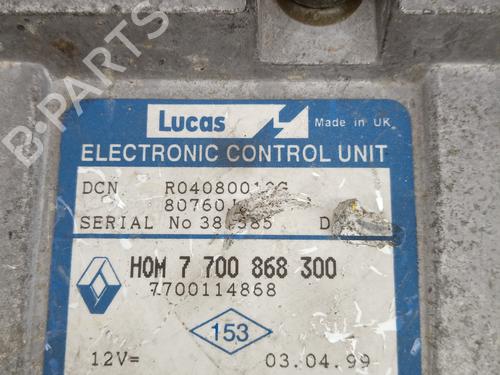 Lucas
Made in UK
ELECTRONIC CONTROL UNIT
DCN
80760
SERIAL No
HOM 7 700 868 300
7700114868
153
12V=
03.04.99
B-PARTS